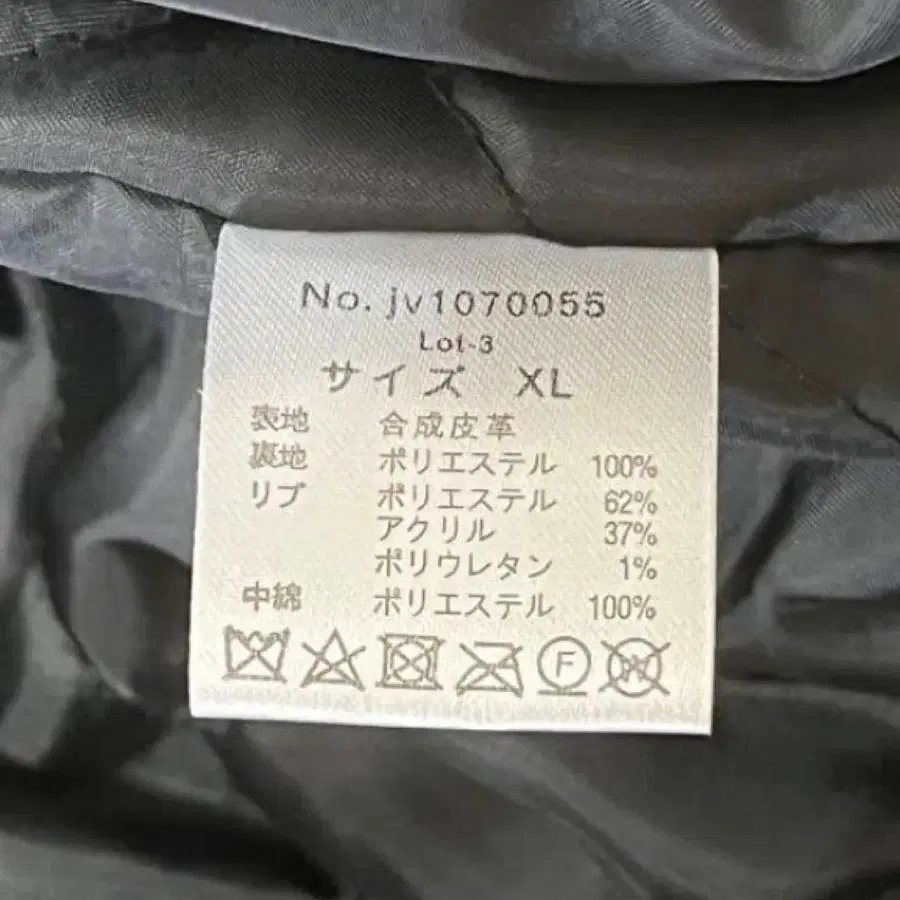 No. jv1070055
Lot-3
サイズ XL
表地 合成皮革
裏地 ポリエステル 100%
リブ ポリエステル 62%
アクリル 37%
ポリウレタン 1%
中綿 ポリエステル 100%
F W